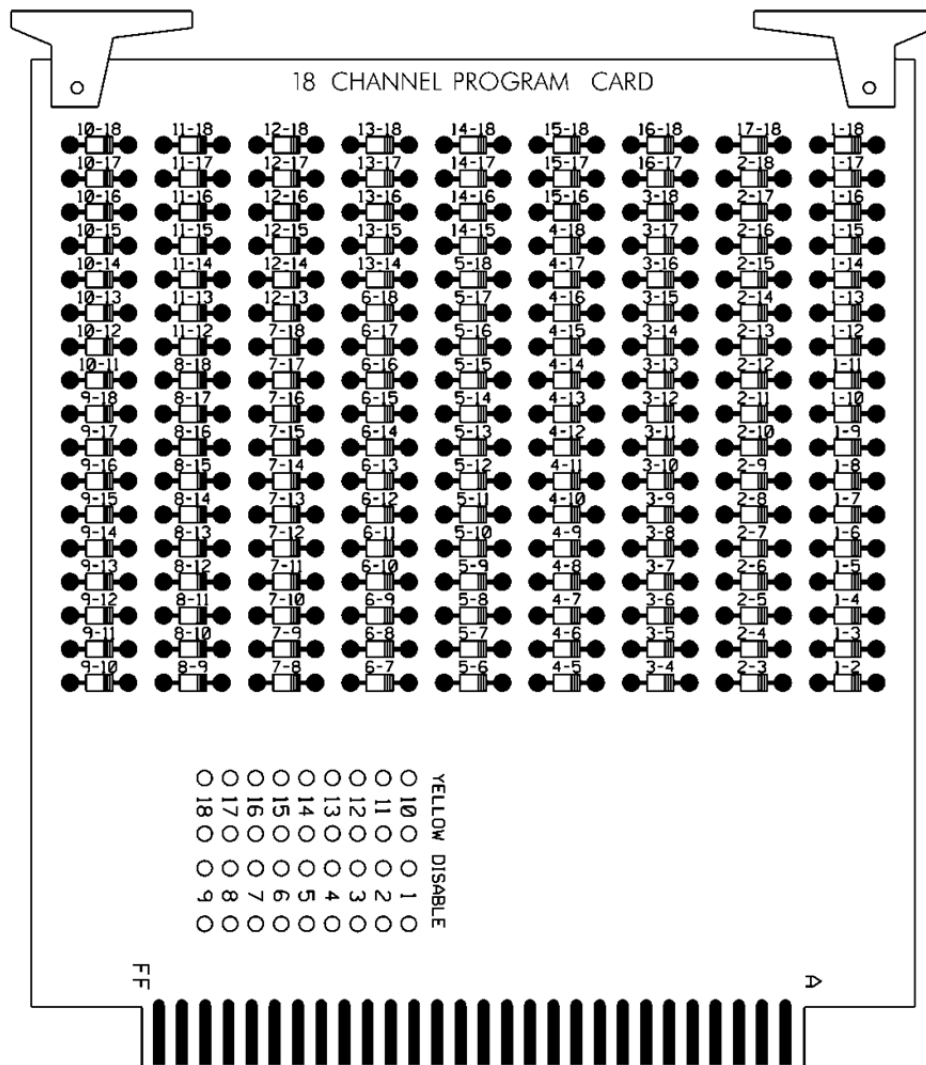 18 CHANNEL PROGRAM CARD
10-18 11-18 12-18 13-18 14-18 15-18 16-18 17-18 1-18
10-17 11-17 12-17 13-17 14-17 15-17 16-17 2-18 1-17
10-16 11-16 12-16 13-16 14-16 15-16 3-18 2-17 1-16
10-15 11-15 12-15 13-15 14-15 4-18 3-17 2-16 1-15
10-14 11-14 12-14 13-14 5-18 4-17 3-16 2-15 1-14
10-13 11-13 12-13 6-18 5-17 4-16 3-15 2-14 1-13
10-12 11-12 7-18 6-17 5-16 4-15 3-14 2-13 1-12
10-11 8-18 7-17 6-16 5-15 4-14 3-13 2-12 1-11
9-18 8-17 7-16 6-15 5-14 4-13 3-12 2-11 1-10
9-17 8-16 7-15 6-14 5-13 4-12 3-11 2-10 1-9
9-16 8-15 7-14 6-13 5-12 4-11 3-10 2-9 1-8
9-15 8-14 7-13 6-12 5-11 4-10 3-9 2-8 1-7
9-14 8-13 7-12 6-11 5-10 4-9 3-8 2-7 1-6
9-13 8-12 7-11 6-10 5-9 4-8 3-7 2-6 1-5
9-12 8-11 7-10 6-9 5-8 4-7 3-6 2-5 1-4
9-11 8-10 7-9 6-8 5-7 4-6 3-5 2-4 1-3
9-10 8-9 7-8 6-7 5-6 4-5 3-4 2-3 1-2
YELLOW DISABLE
18 17 16 15 14 13 12 11 10
9 8 7 6 5 4 3 2 1
FF A